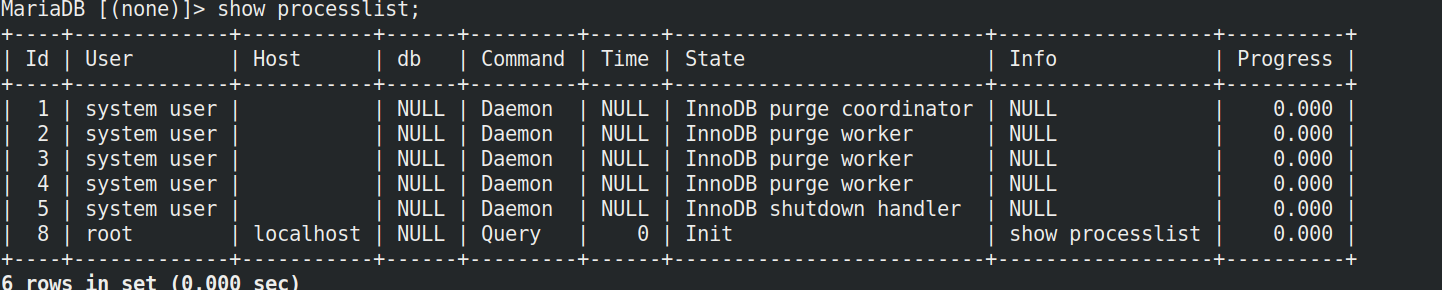 MariaDB [(none)]> show processlist;
+----+-------------+-----------+------+---------+------+--------------------------+------------------+----------+
| Id | User        | Host      | db   | Command | Time | State                    | Info             | Progress |
+----+-------------+-----------+------+---------+------+--------------------------+------------------+----------+
|  1 | system user |           | NULL | Daemon  | NULL | InnoDB purge coordinator | NULL             |    0.000 |
|  2 | system user |           | NULL | Daemon  | NULL | InnoDB purge worker      | NULL             |    0.000 |
|  3 | system user |           | NULL | Daemon  | NULL | InnoDB purge worker      | NULL             |    0.000 |
|  4 | system user |           | NULL | Daemon  | NULL | InnoDB purge worker      | NULL             |    0.000 |
|  5 | system user |           | NULL | Daemon  | NULL | InnoDB shutdown handler  | NULL             |    0.000 |
|  8 | root        | localhost | NULL | Query   |    0 | Init                     | show processlist |    0.000 |
+----+-------------+-----------+------+---------+------+--------------------------+------------------+----------+
6 rows in set (0.000 sec)